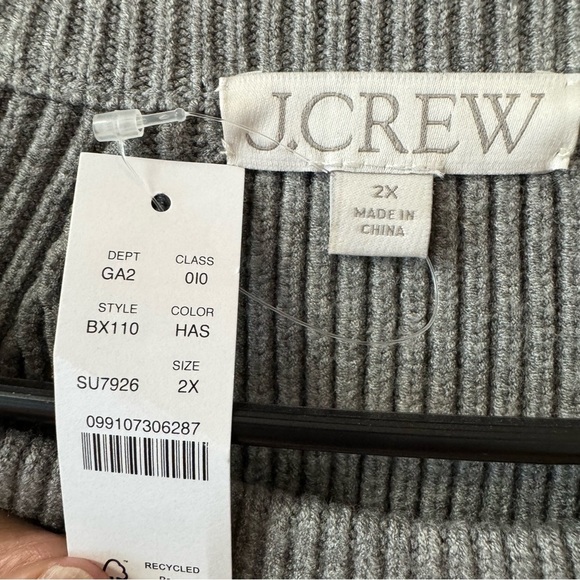 J.CREW
2X
MADE IN
CHINA
DEPT CLASS
GA2 010
STYLE COLOR
BX110 HAS
SIZE
SU7926 2X
099107306287
RECYCLED